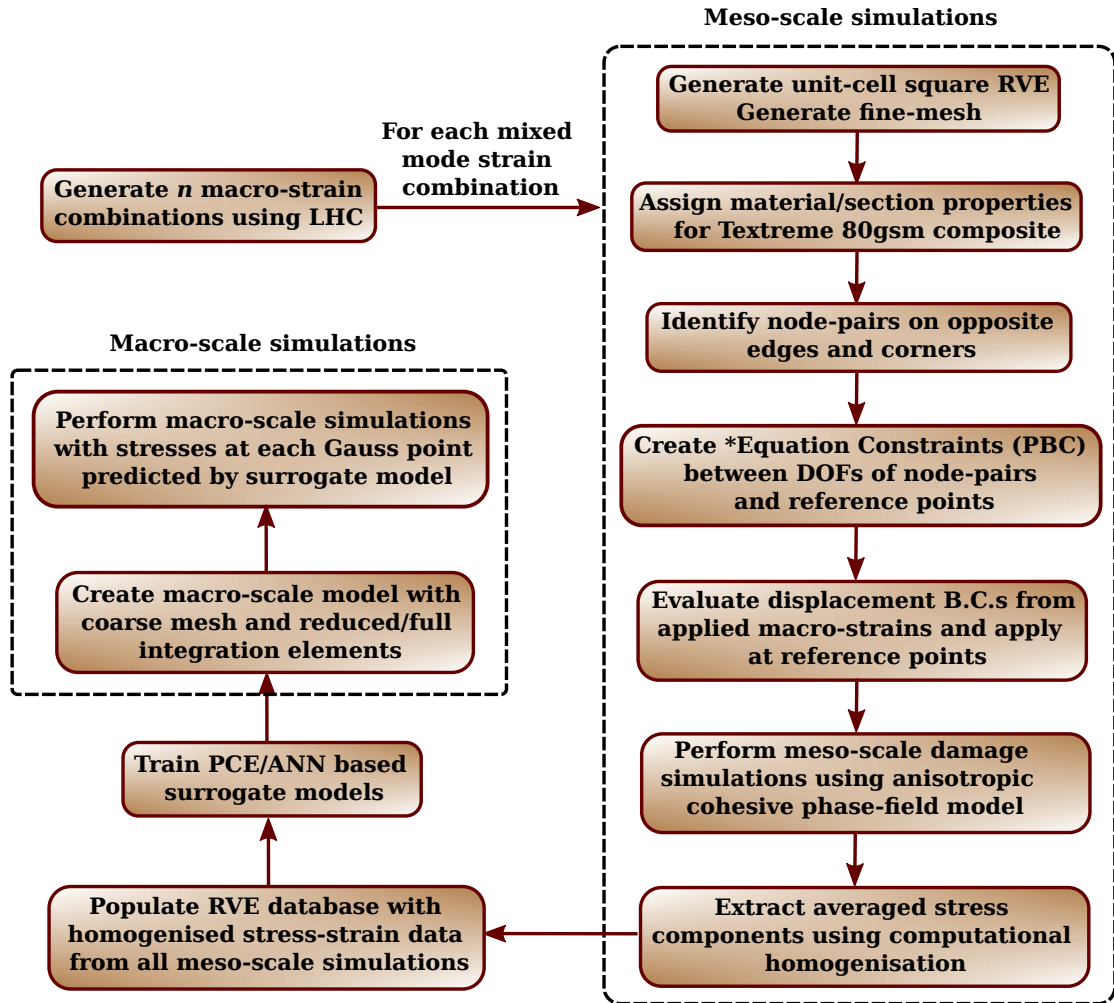 Meso-scale simulations
Generate unit-cell square RVE
Generate fine-mesh
For each mixed
mode strain
combination
Generate n macro-strain
combinations using LHC
Assign material/section properties
for Textreme 80gsm composite
Identify node-pairs on opposite
edges and corners
Macro-scale simulations
Perform macro-scale simulations
with stresses at each Gauss point
predicted by surrogate model
Create *Equation Constraints (PBC)
between DOFs of node-pairs
and reference points
Create macro-scale model with
coarse mesh and reduced/full
integration elements
Evaluate displacement B.C.s from
applied macro-strains and apply
at reference points
Train PCE/ANN based
surrogate models
Perform meso-scale damage
simulations using anisotropic
cohesive phase-field model
Populate RVE database with
homogenised stress-strain data
from all meso-scale simulations
Extract averaged stress
components using computational
homogenisation